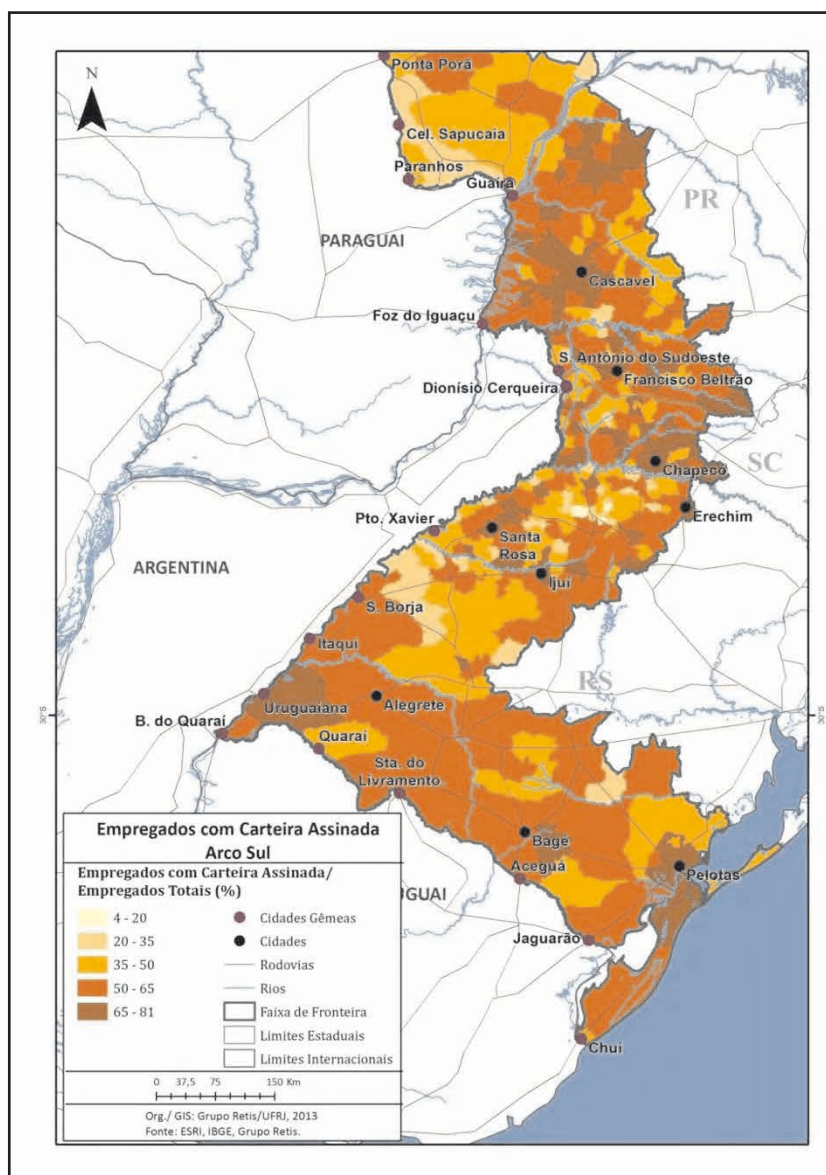 N
Ponta Porã
Cel. Sapucaia
Paranhos
Guaíra
PR
PARAGUAI
Cascavel
Foz do Iguaçu
S. Antônio do Sudoeste
Dionísio Cerqueira
Francisco Beltrão
SC
Chapecó
Erechim
Pto. Xavier
Santa
Rosa
ARGENTINA
Ijuí
S. Borja
Itaqui
RS
Uruguaiana
Alegrete
30°S
30°S
B. do Quaraí
Quaraí
Sta. do
Livramento
Bagé
Aceguá
Pelotas
GUAI
Jaguarão
Chuí
Empregados com Carteira Assinada
Arco Sul
Empregados com Carteira Assinada/
Empregados Totais (%)
4 - 20
20 - 35
35 - 50
50 - 65
65 - 81
Cidades Gêmeas
Cidades
Rodovias
Rios
Faixa de Fronteira
Limites Estaduais
Limites Internacionais
0 37,5 75 150 Km
Org./ GIS: Grupo Retis/UFRJ, 2013
Fonte: ESRI, IBGE, Grupo Retis.